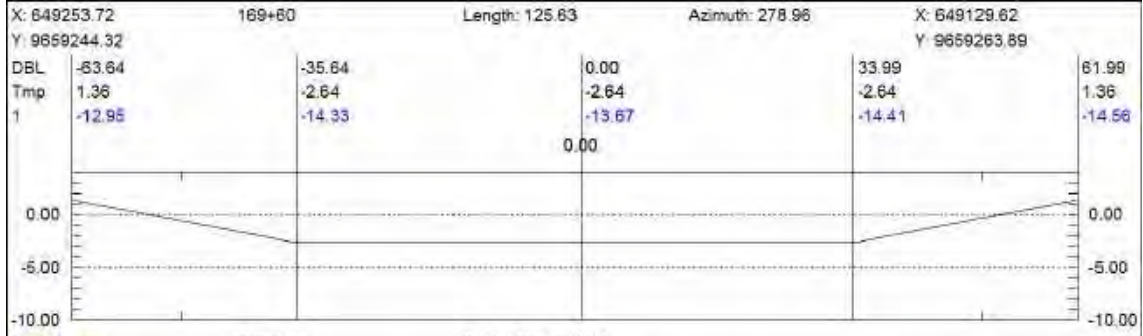 X: 649253.72 169+60 Length: 125.63 Azimuth: 278.96 X: 649129.62
Y: 9659244.32 Y: 9659263.89
DBL -63.64 -35.64 0.00 33.99 61.99
Tmp 1.36 -2.64 -2.64 -2.64 1.36
1 -12.95 -14.33 -13.67 -14.41 -14.56
0.00
0.00 0.00
-5.00 -5.00
-10.00 -10.00